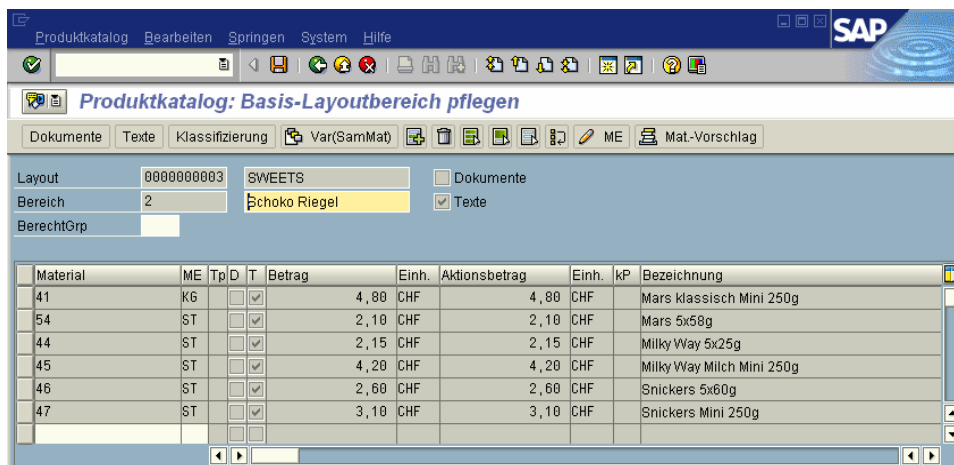 Produktkatalog Bearbeiten Springen System Hilfe
SAP
Produktkatalog: Basis-Layoutbereich pflegen
Dokumente Texte Klassifizierung Var(SamMat) ME Mat.-Vorschlag
Layout 0000000003 SWEETS Dokumente
Bereich 2 Schoko Riegel Texte
BerechtGrp
Material ME Tp D T Betrag Einh. Aktionsbetrag Einh. kP Bezeichnung
41 KG 4,80 CHF 4,80 CHF Mars klassisch Mini 250g
54 ST 2,10 CHF 2,10 CHF Mars 5x58g
44 ST 2,15 CHF 2,15 CHF Milky Way 5x25g
45 ST 4,20 CHF 4,20 CHF Milky Way Milch Mini 250g
46 ST 2,60 CHF 2,60 CHF Snickers 5x60g
47 ST 3,10 CHF 3,10 CHF Snickers Mini 250g